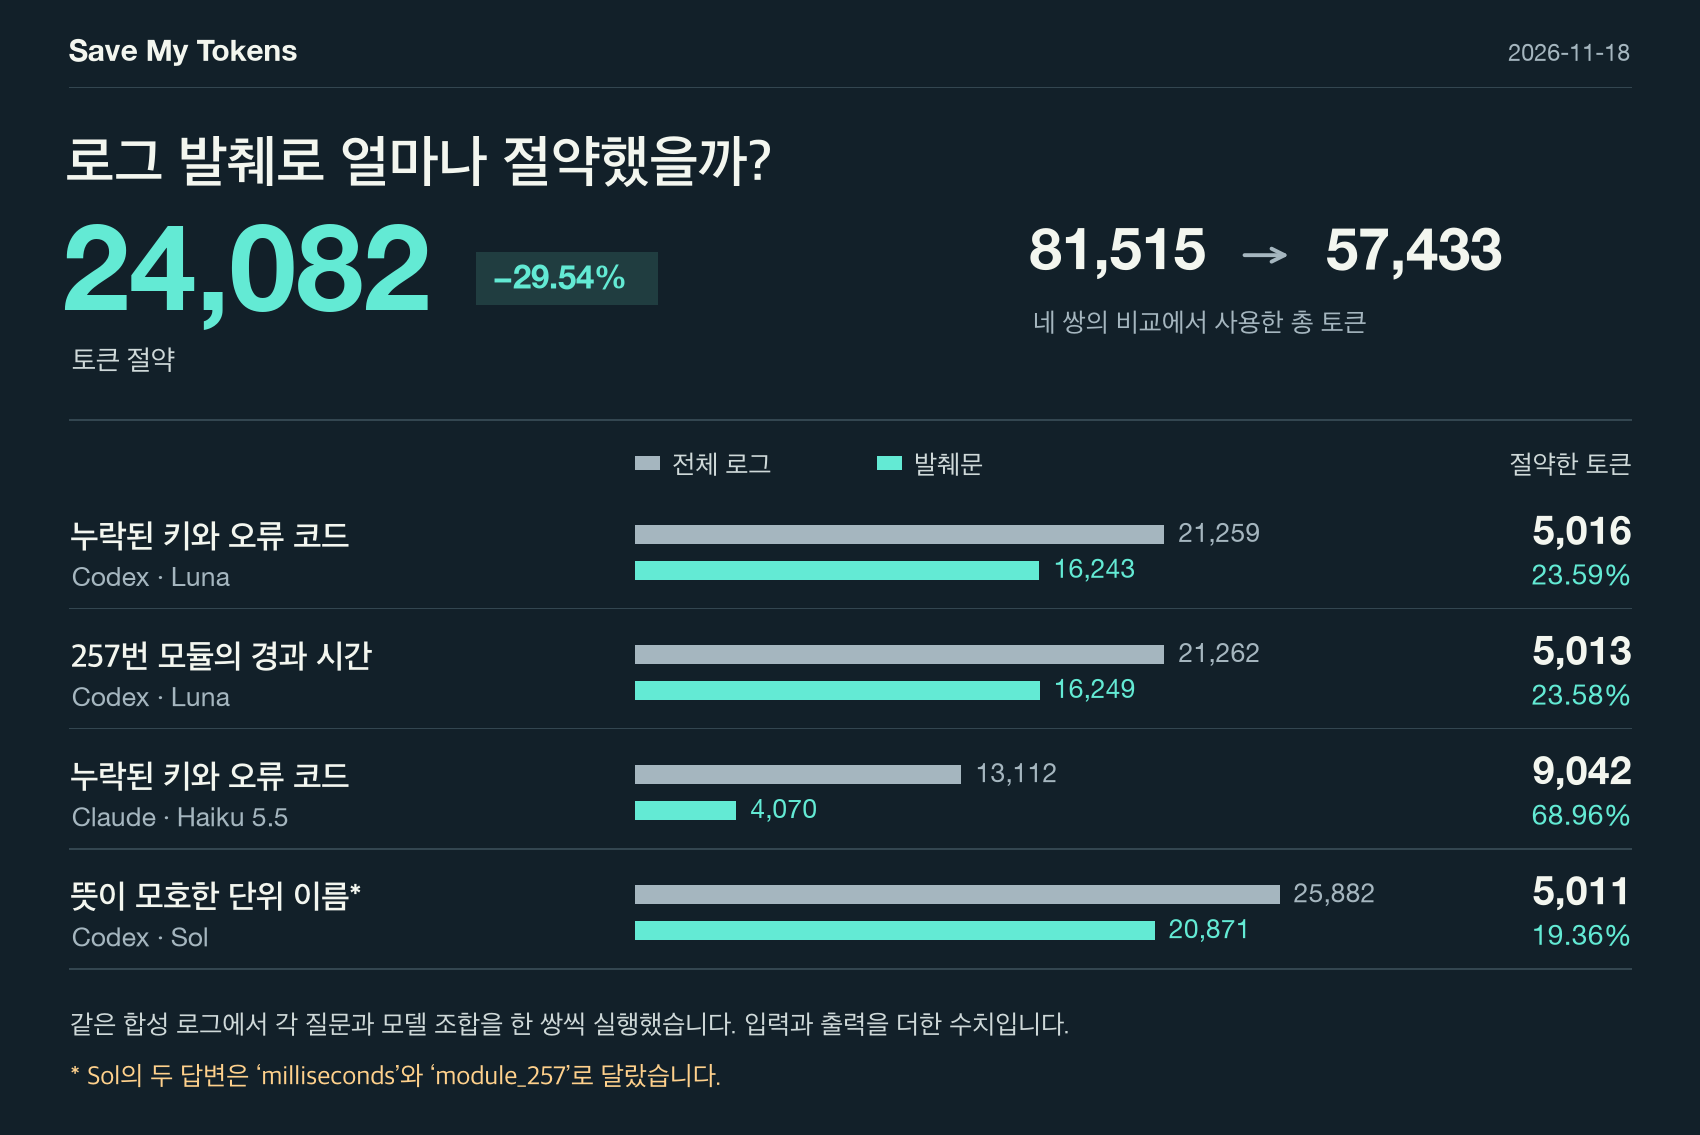 Save My Tokens
2026-11-18
로그 발췌로 얼마나 절약했을까?
24,082
−29.54%
81,515 → 57,433
네 쌍의 비교에서 사용한 총 토큰
토큰 절약
전체 로그
발췌문
절약한 토큰
누락된 키와 오류 코드
Codex · Luna
21,259
16,243
5,016
23.59%
257번 모듈의 경과 시간
Codex · Luna
21,262
16,249
5,013
23.58%
누락된 키와 오류 코드
Claude · Haiku 5.5
13,112
4,070
9,042
68.96%
뜻이 모호한 단위 이름*
Codex · Sol
25,882
20,871
5,011
19.36%
같은 합성 로그에서 각 질문과 모델 조합을 한 쌍씩 실행했습니다. 입력과 출력을 더한 수치입니다.
* Sol의 두 답변은 ‘milliseconds’와 ‘module_257’로 달랐습니다.